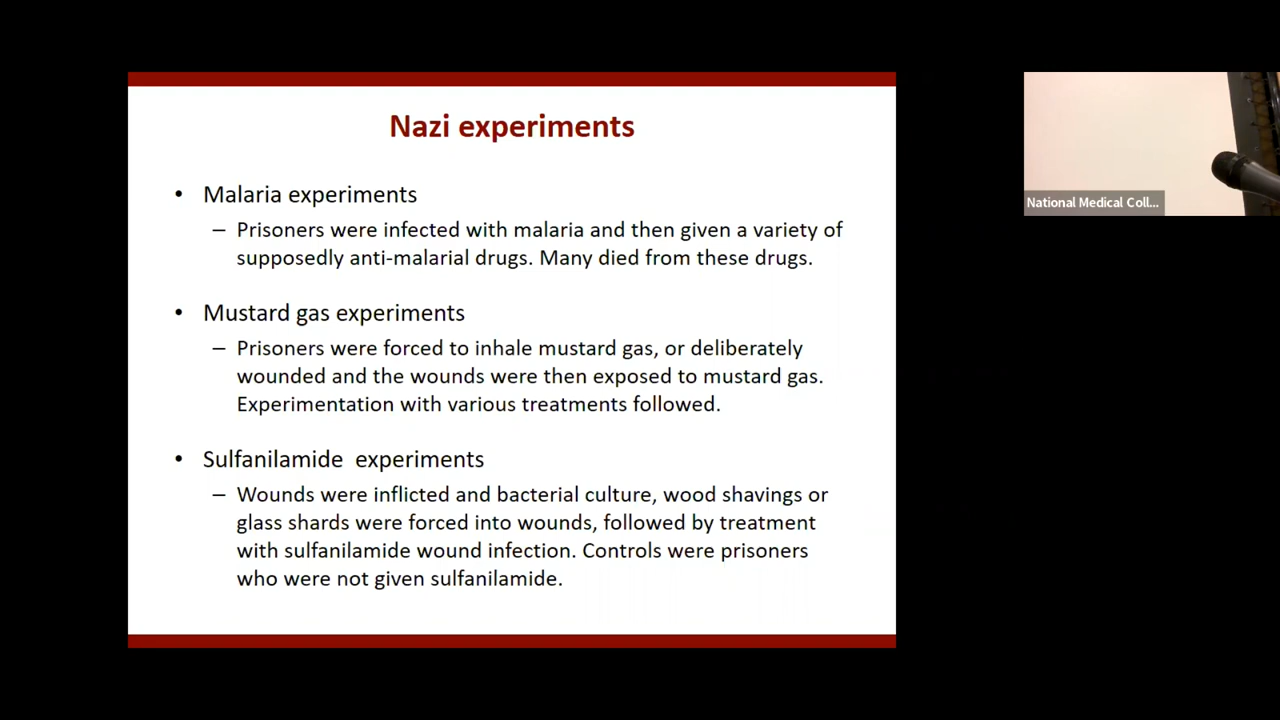 Nazi experiments
• Malaria experiments
– Prisoners were infected with malaria and then given a variety of
supposedly anti-malarial drugs. Many died from these drugs.
• Mustard gas experiments
– Prisoners were forced to inhale mustard gas, or deliberately
wounded and the wounds were then exposed to mustard gas.
Experimentation with various treatments followed.
• Sulfanilamide experiments
– Wounds were inflicted and bacterial culture, wood shavings or
glass shards were forced into wounds, followed by treatment
with sulfanilamide wound infection. Controls were prisoners
who were not given sulfanilamide.
National Medical Coll...